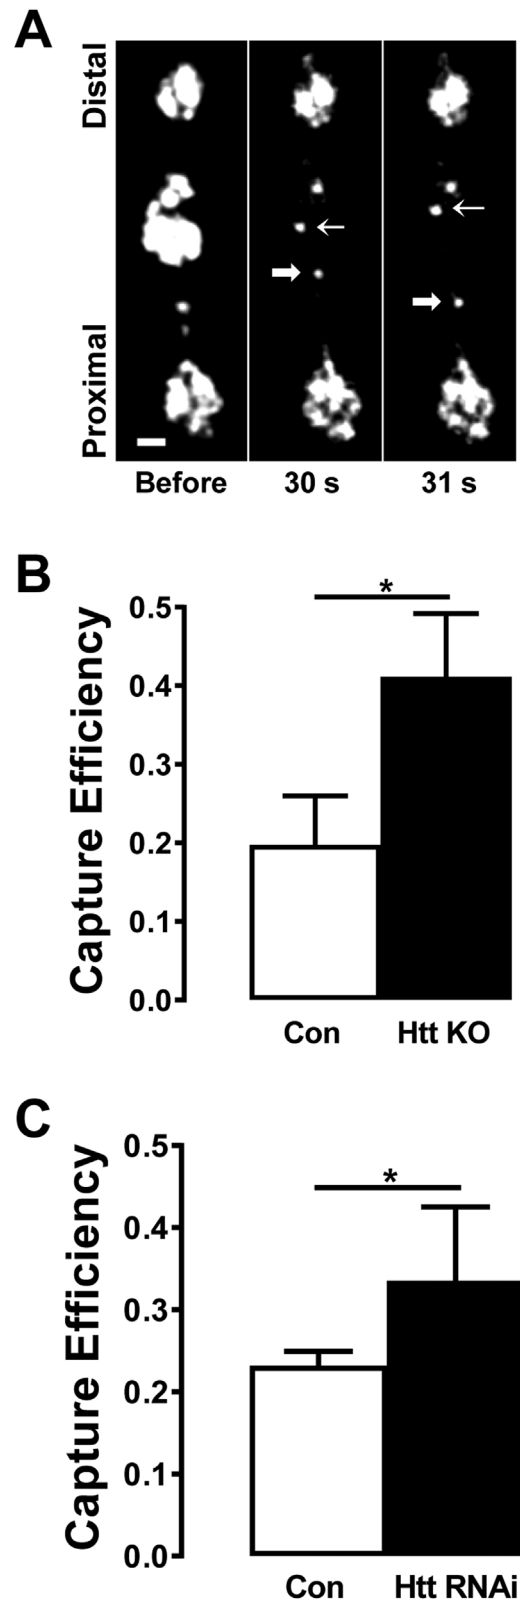 A
Distal
Proximal
Before
30 s
31 s
B
Capture Efficiency
*
0.5
0.4
0.3
0.2
0.1
0.0
Con
Htt KO
C
Capture Efficiency
*
0.5
0.4
0.3
0.2
0.1
0.0
Con
Htt RNAi